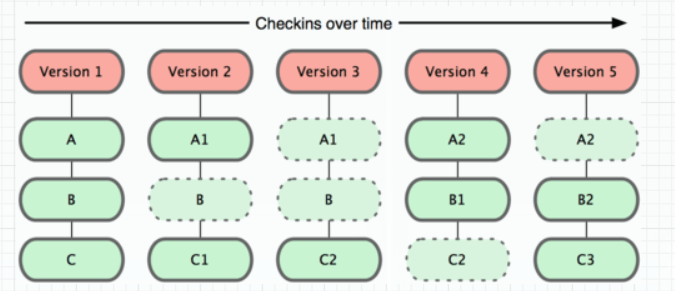 Checkins over time
Version 1 Version 2 Version 3 Version 4 Version 5
A A1 A1 A2 A2
B B B B1 B2
C C1 C2 C2 C3